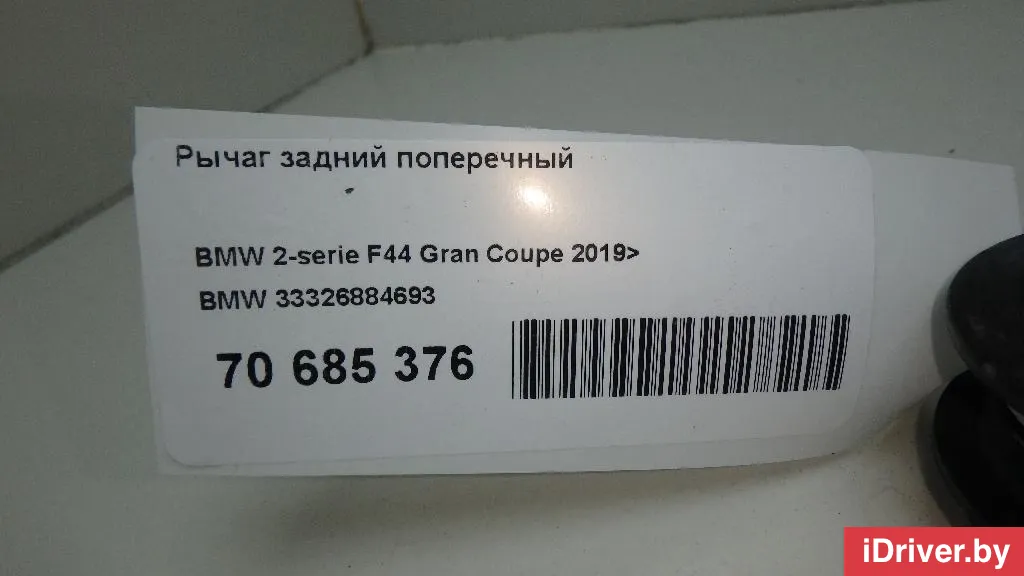 Рычаг задний поперечный
BMW 2-serie F44 Gran Coupe 2019>
BMW 33326884693
70 685 376
iDriver.by